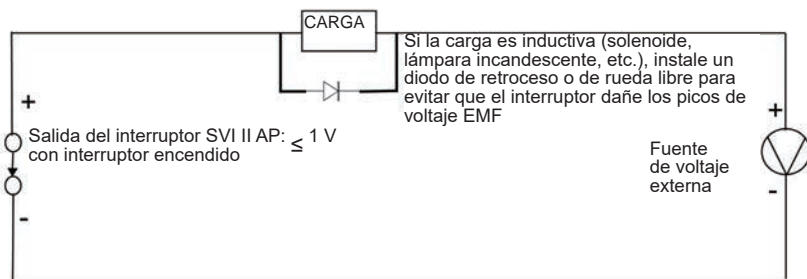 CARGA
Si la carga es inductiva (solenoide,
lámpara incandescente, etc.), instale un
diodo de retroceso o de rueda libre para
evitar que el interruptor dañe los picos de
voltaje EMF
+
+
Salida del interruptor SVI II AP: ≤ 1 V
con interruptor encendido
Fuente
de voltaje
externa
-
-